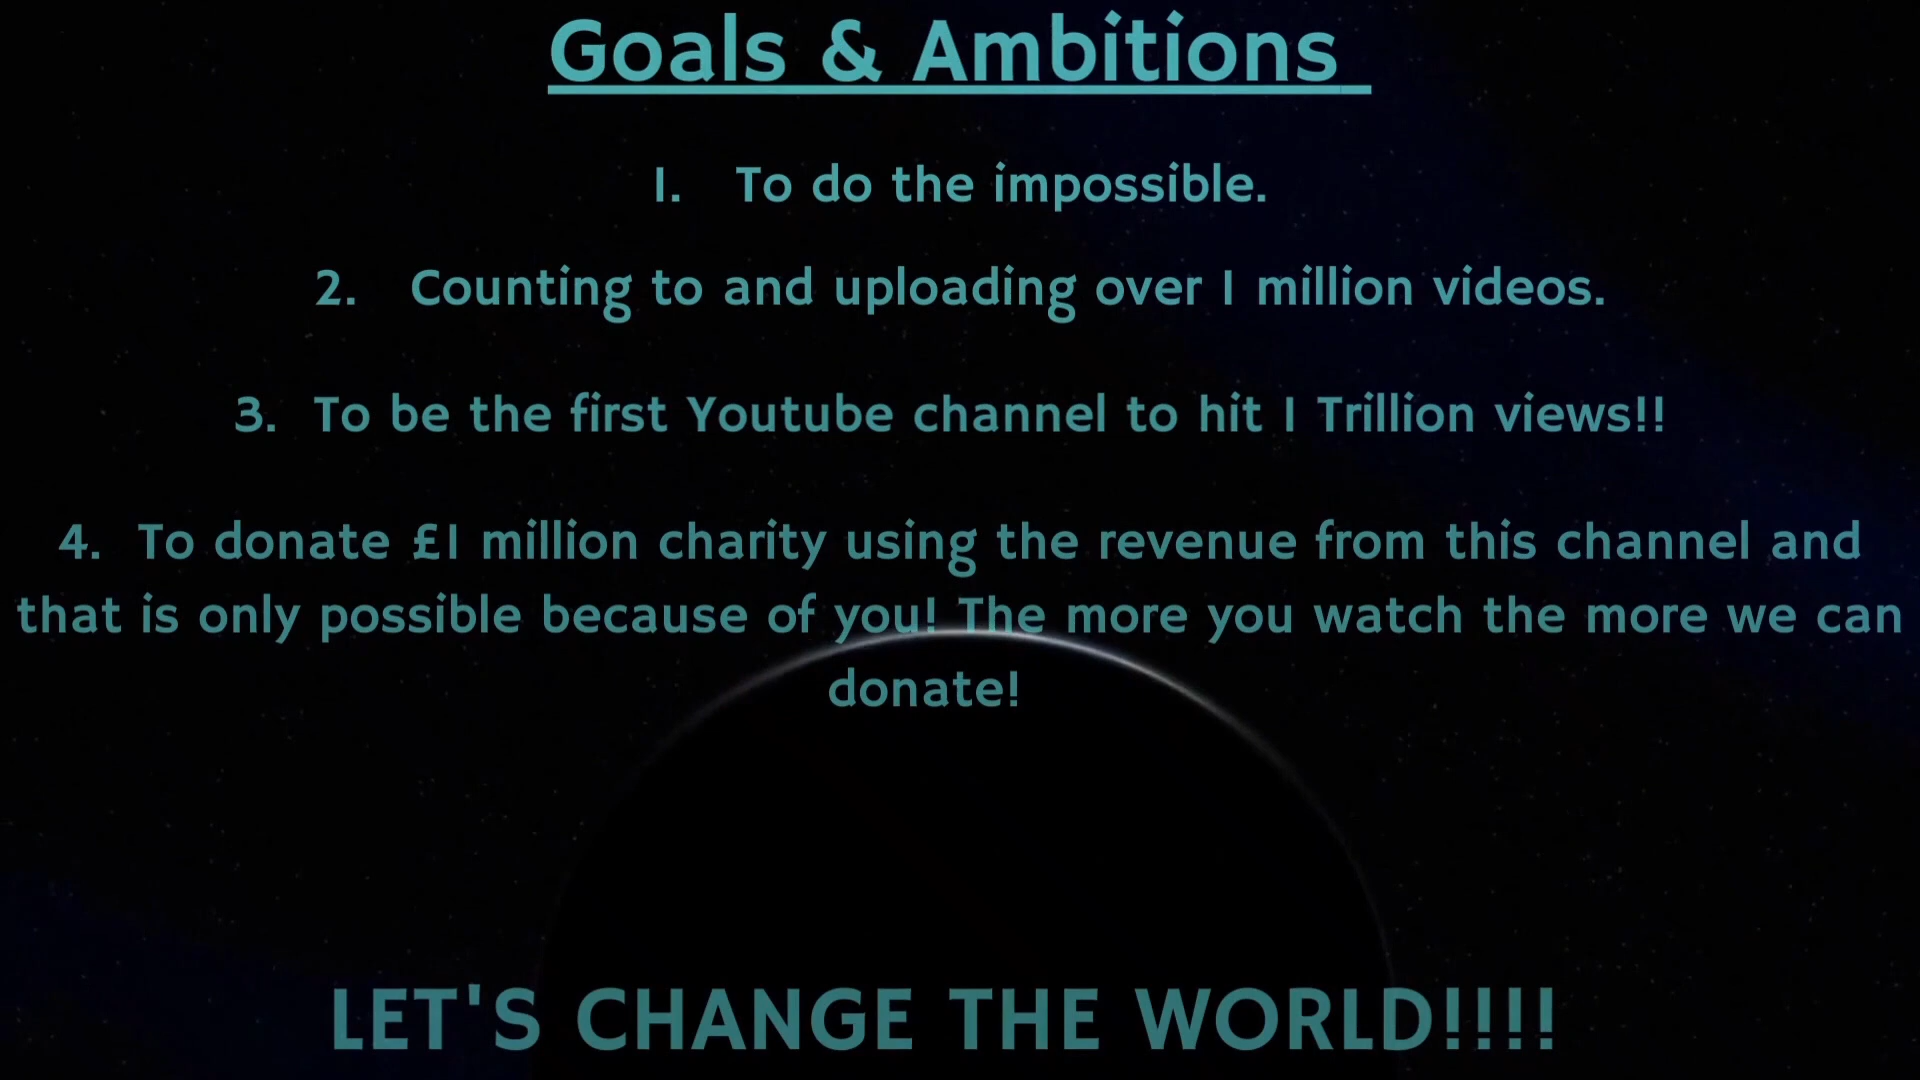 Goals & Ambitions
1. To do the impossible.
2. Counting to and uploading over 1 million videos.
3. To be the first Youtube channel to hit 1 Trillion views!!
4. To donate £1 million charity using the revenue from this channel and
that is only possible because of you! The more you watch the more we can
donate!
LET'S CHANGE THE WORLD!!!!